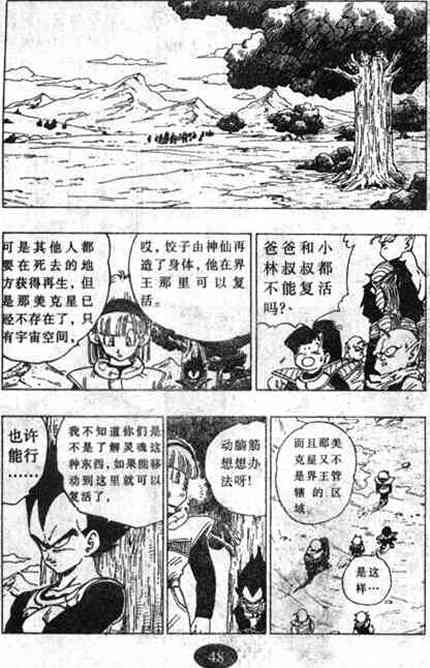 爸爸和小
林叔叔都
不能复活
吗?
哎，饺子由神仙再
造了身体，他在界
王那里可以复
活。
可是其他人都
要在死去的地
方获得再生，但
是那美克星已
经不存在了，只
有宇宙空间。
而且那美
克星又不
是界王管
辖的区
域
是这
样…
动脑筋
想想办
法呀!
我不知道你们是
不是了解灵魂这
种东西，如果能移
动到这里就可以
复活了。
也许
能行
……
48